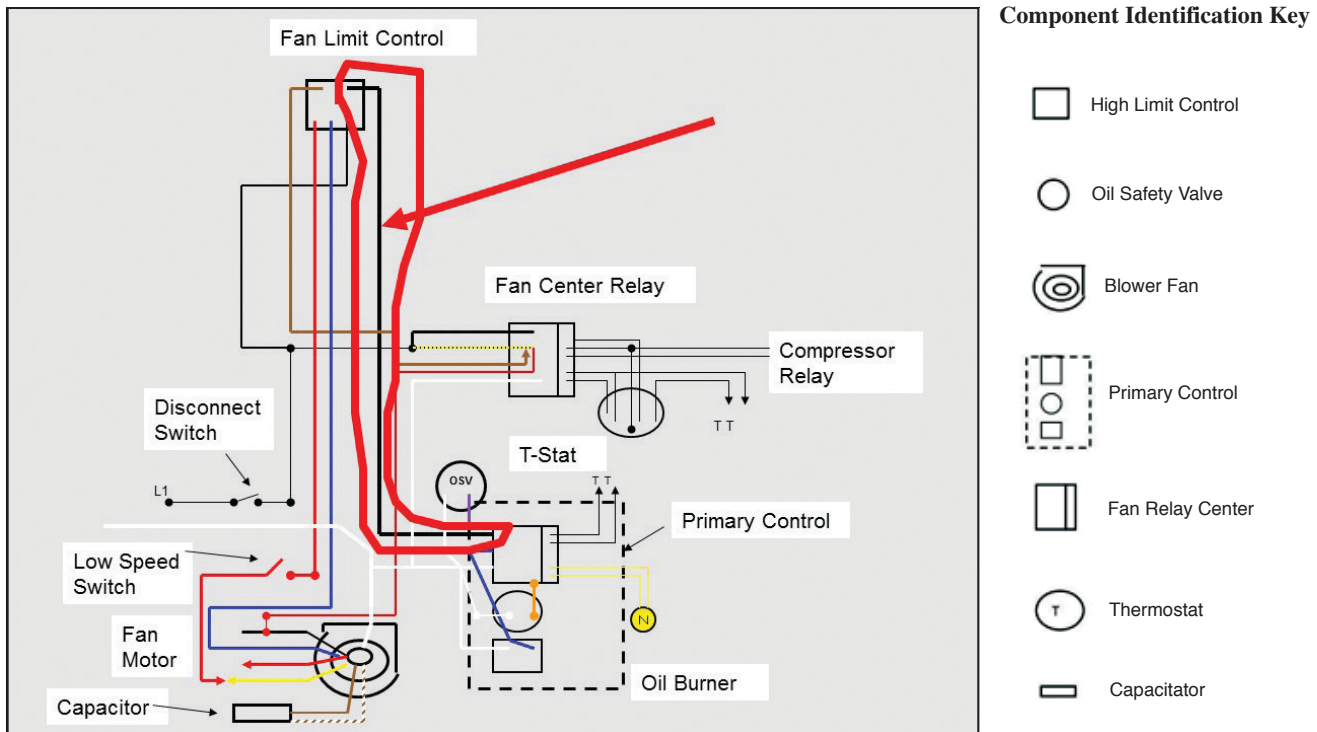 Component Identification Key
Fan Limit Control
High Limit Control
Oil Safety Valve
Fan Center Relay
Blower Fan
Compressor
Relay
Disconnect
Switch
T T
Primary Control
T-Stat
L1
OSV
T T
Primary Control
Fan Relay Center
Low Speed
Switch
N
T
Thermostat
Fan
Motor
Oil Burner
Capacitor
Capacitator